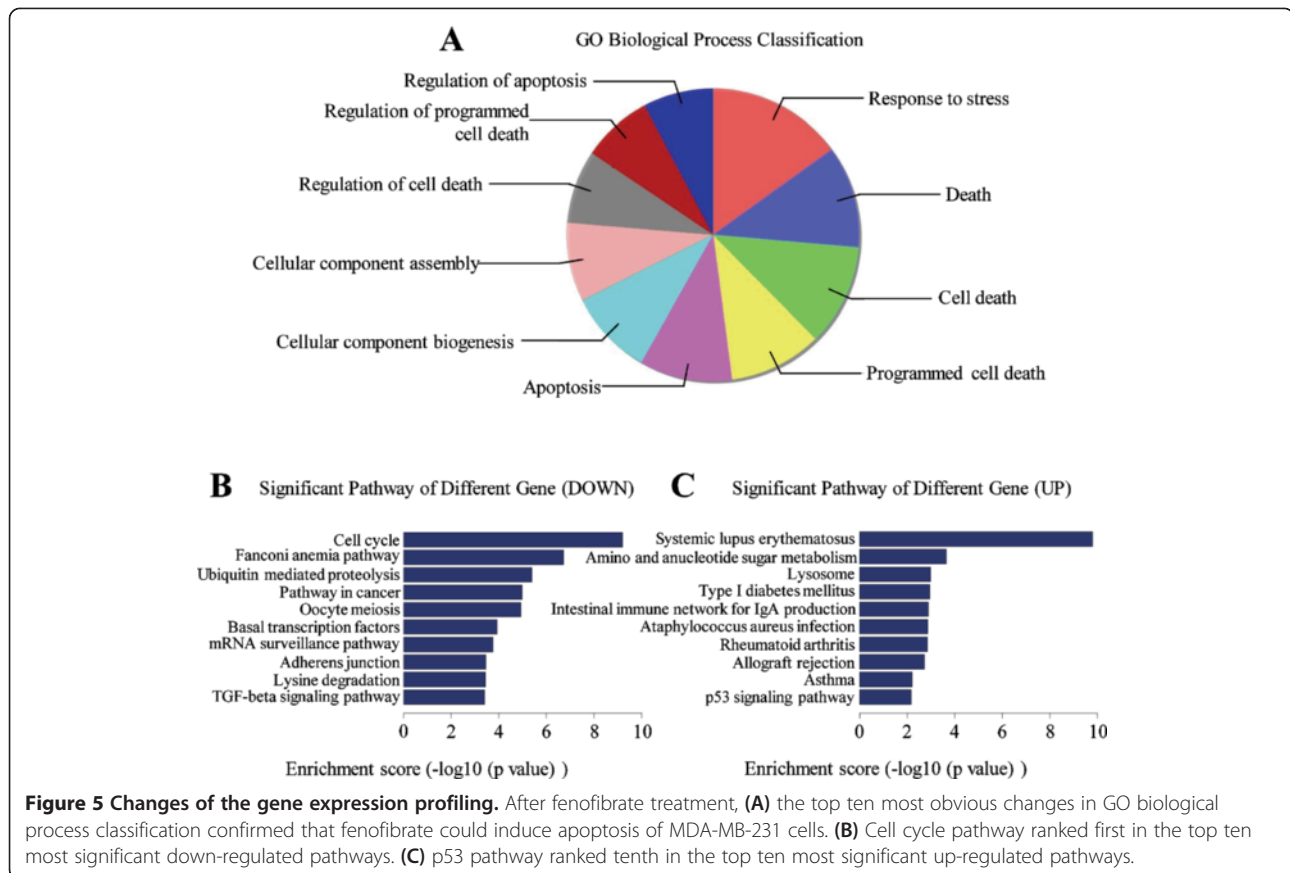 A
GO Biological Process Classification
Regulation of apoptosis
Regulation of programmed
cell death
Regulation of cell death
Cellular component assembly
Cellular component biogenesis
Apoptosis
Response to stress
Death
Cell death
Programmed cell death
B
Significant Pathway of Different Gene (DOWN)
Cell cycle
Fanconi anemia pathway
Ubiquitin mediated proteolysis
Pathway in cancer
Oocyte meiosis
Basal transcription factors
mRNA surveillance pathway
Adherens junction
Lysine degradation
TGF-beta signaling pathway
0 2 4 6 8 10
Enrichment score (-log10 (p value) )
C
Significant Pathway of Different Gene (UP)
Systemic lupus erythematosus
Amino and anucleotide sugar metabolism
Lysosome
Type I diabetes mellitus
Intestinal immune network for IgA production
Ataphylococcus aureus infection
Rheumatoid arthritis
Allograft rejection
Asthma
p53 signaling pathway
0 2 4 6 8 10
Enrichment score (-log10 (p value) )
Figure 5 Changes of the gene expression profiling. After fenofibrate treatment, (A) the top ten most obvious changes in GO biological
process classification confirmed that fenofibrate could induce apoptosis of MDA-MB-231 cells. (B) Cell cycle pathway ranked first in the top ten
most significant down-regulated pathways. (C) p53 pathway ranked tenth in the top ten most significant up-regulated pathways.